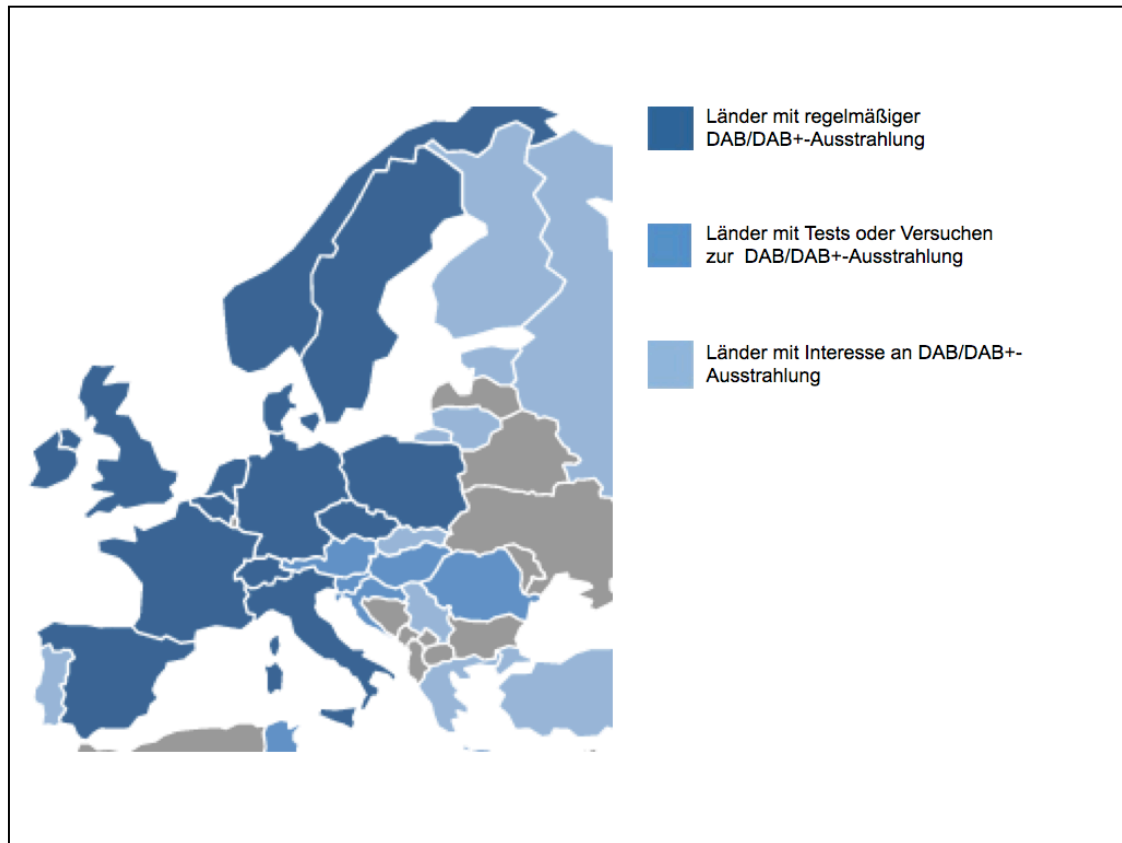 Länder mit regelmäßiger
DAB/DAB+-Ausstrahlung
Länder mit Tests oder Versuchen
zur DAB/DAB+-Ausstrahlung
Länder mit Interesse an DAB/DAB+-
Ausstrahlung